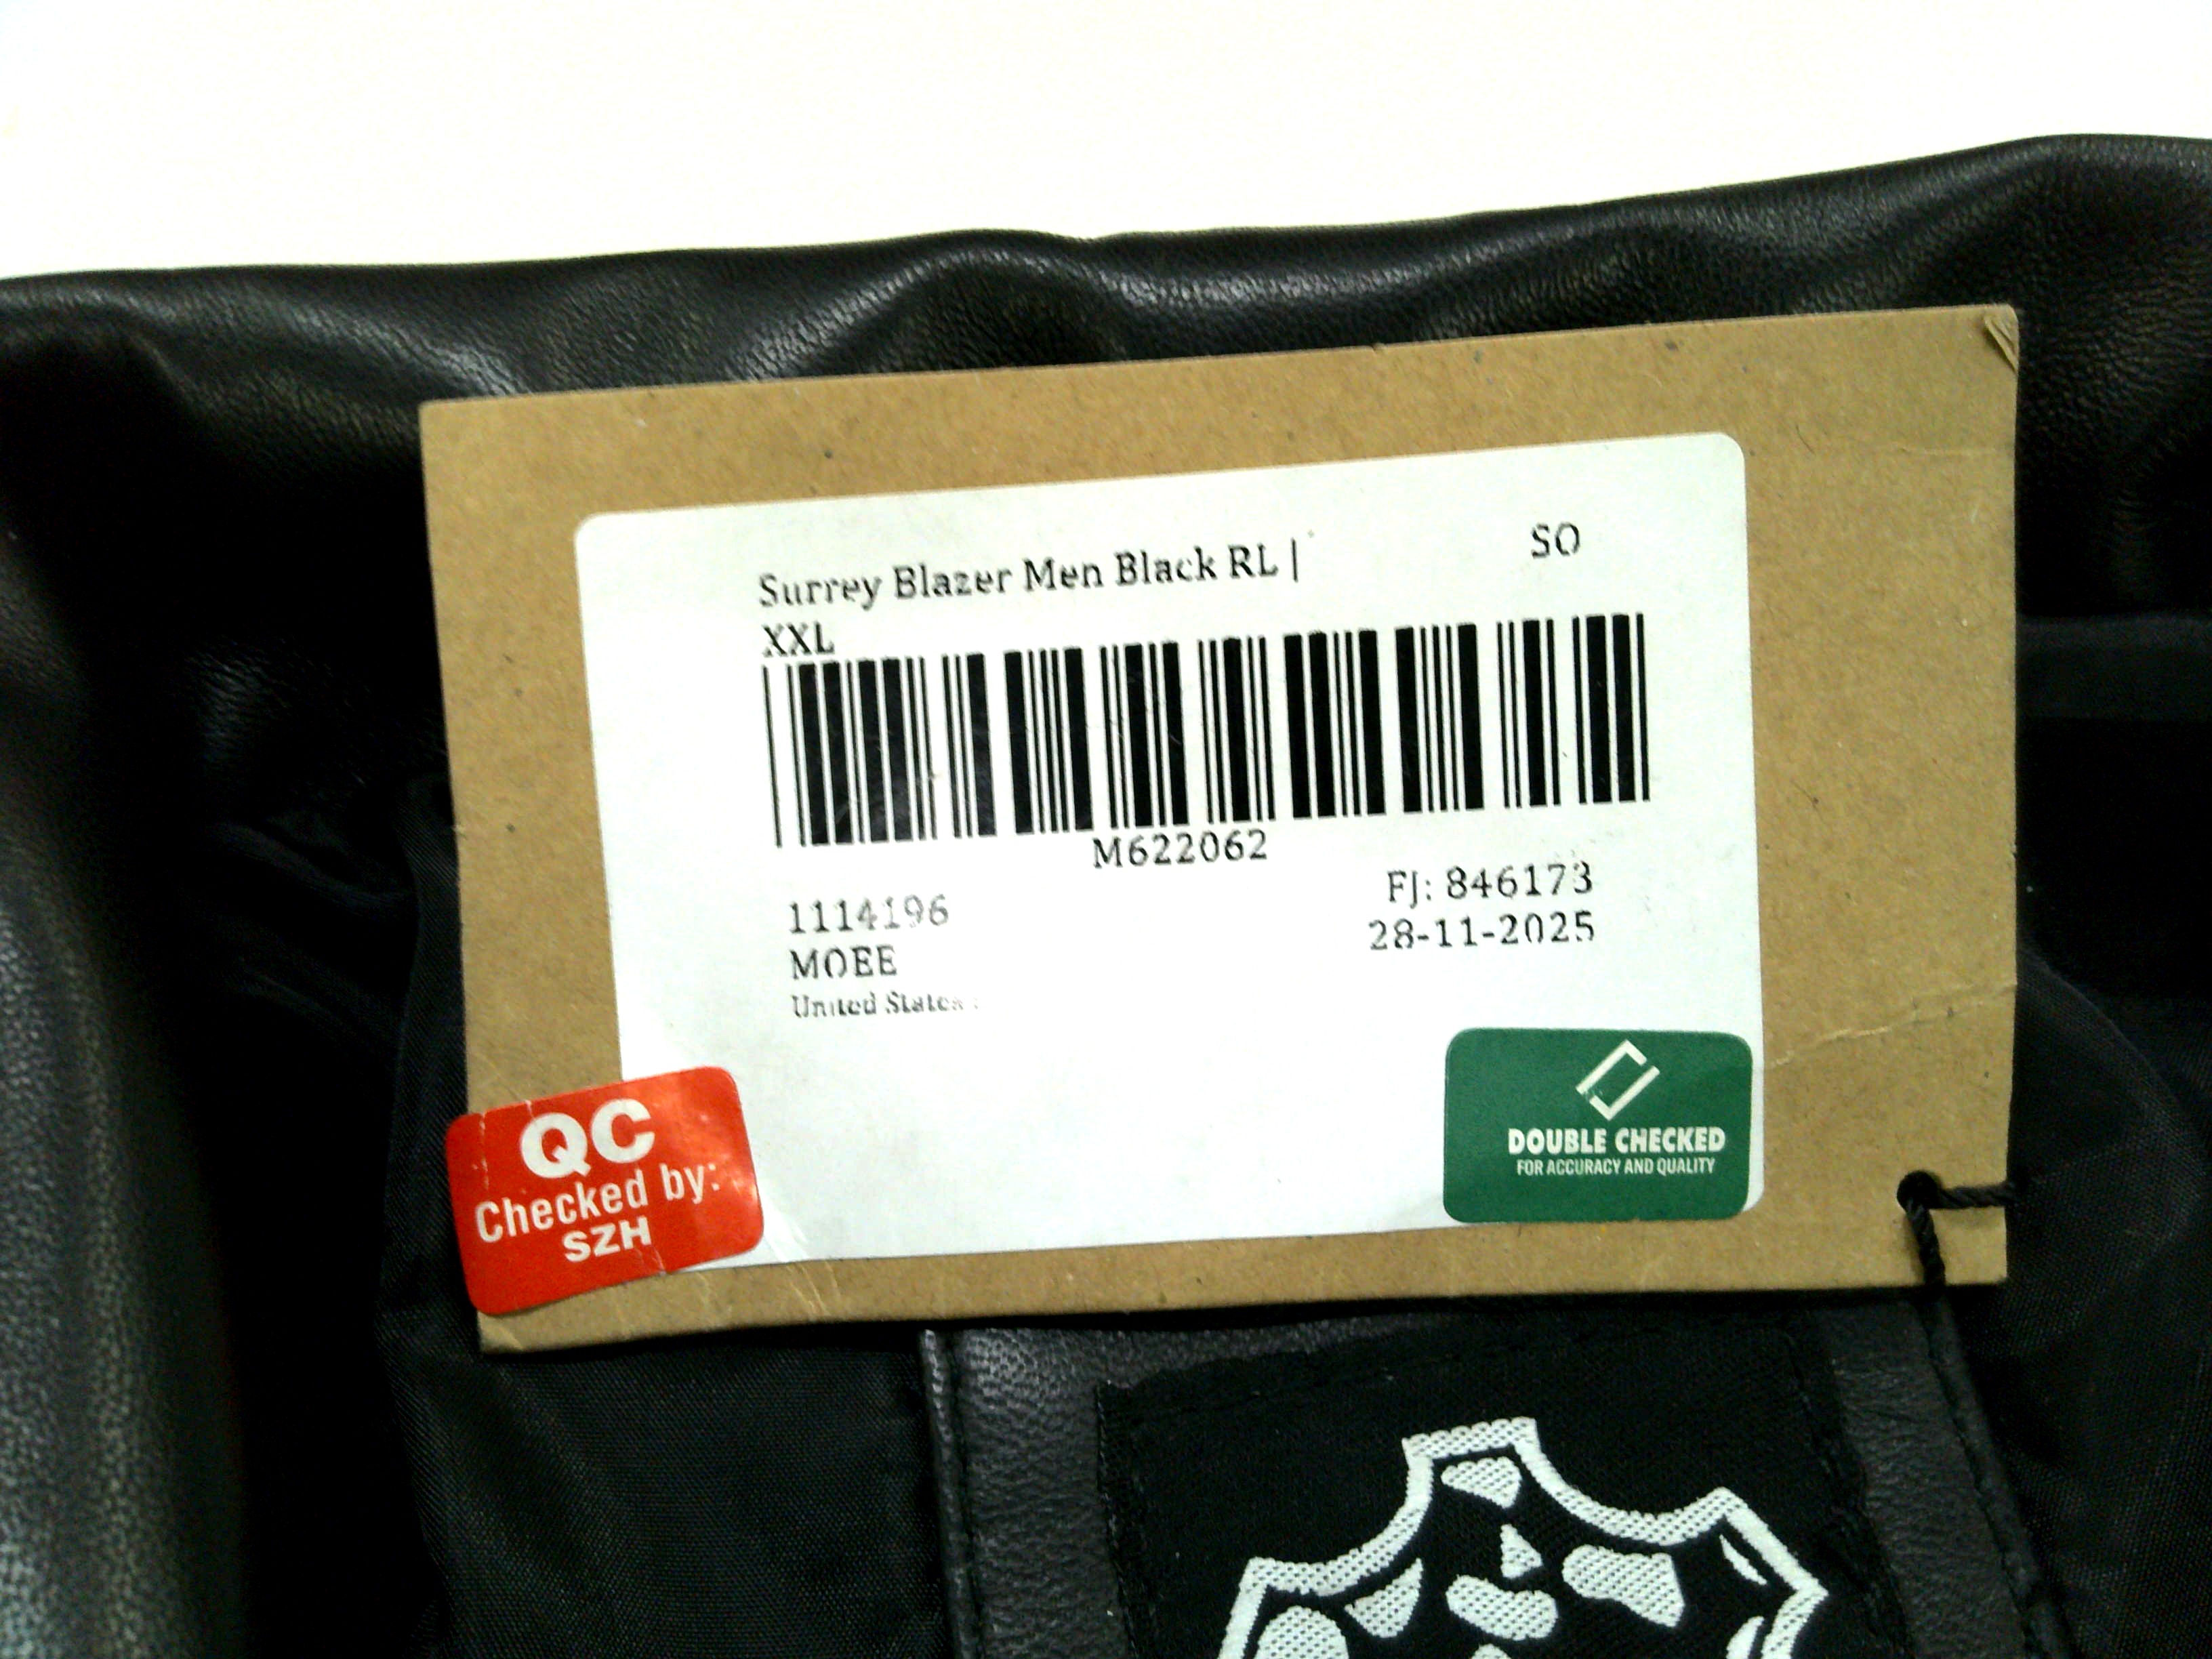 Surrey Blazer Men Black RL |
XXL
SO
M622062
1114196
MOEE
United States
FJ: 846173
28-11-2025
QC
Checked by:
SZH
DOUBLE CHECKED
FOR ACCURACY AND QUALITY